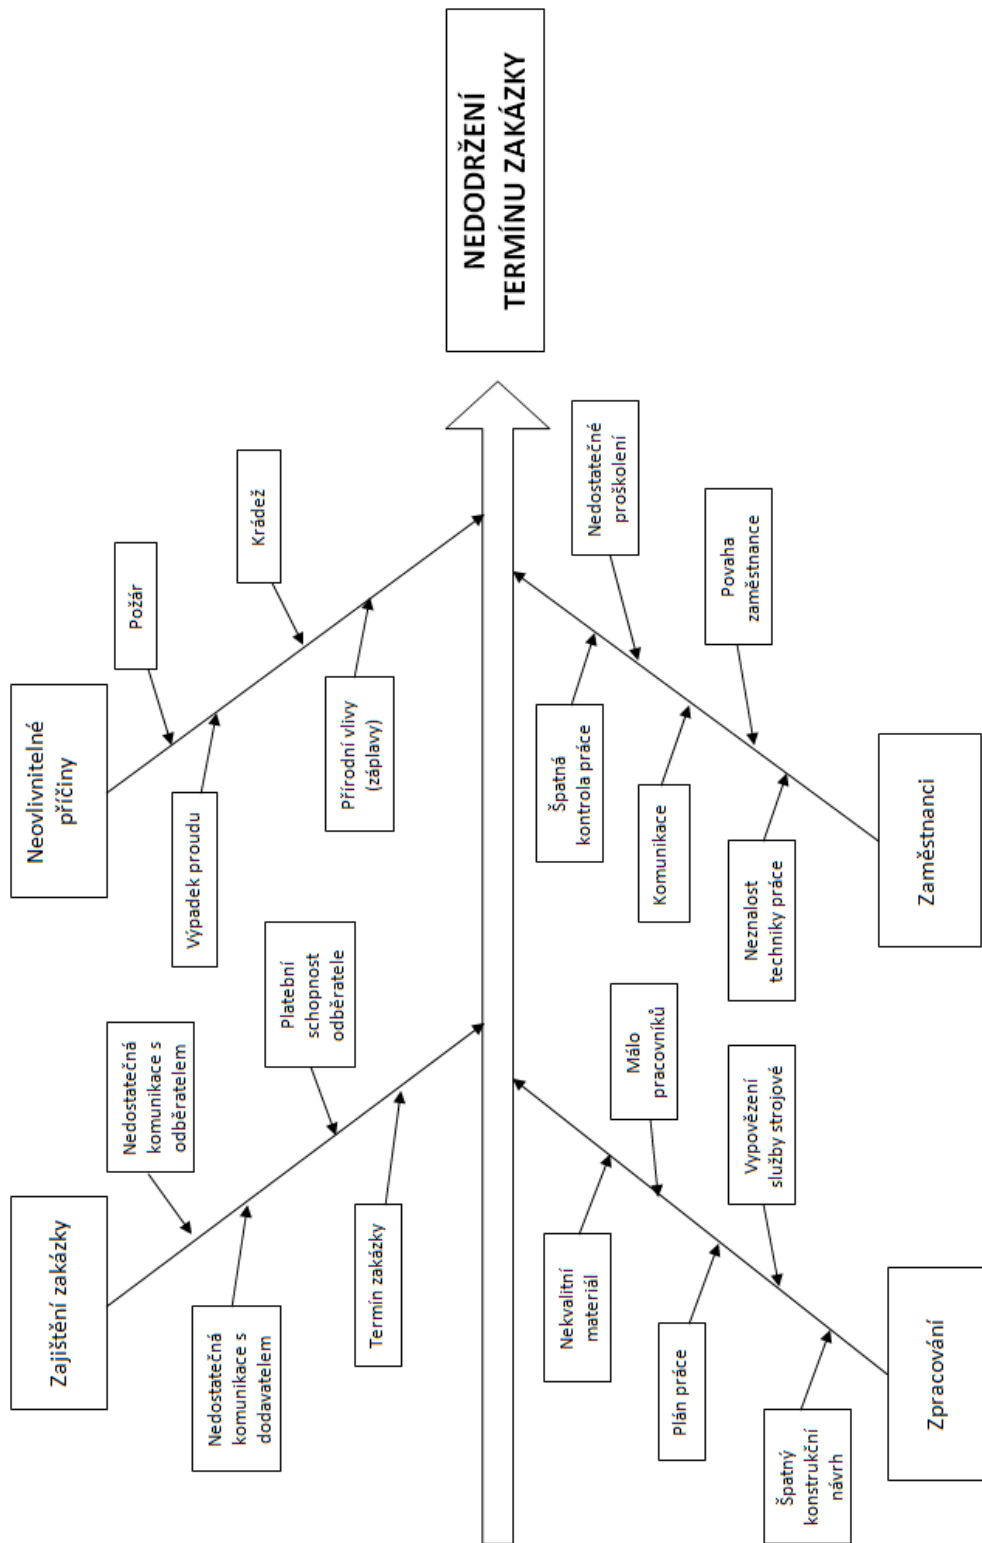 Zajištění zakázky
Nedostatečná
komunikace s
odběratelem
Nedostatečná
komunikace s
dodavatelem
Platební
schopnost
odběratele
Termín zakázky
Neovlivnitelné
příčiny
Požár
Výpadek proudu
Krádež
Přírodní vlivy
(záplavy)
NEDODRŽENÍ
TERMÍNU ZAKÁZKY
Nekvalitní
materiál
Málo
pracovníků
Plán práce
Vypovězení
služby strojové
Špatný
konstrukční
návrh
Zpracování
Špatná
kontrola práce
Nedostatečné
proškolení
Komunikace
Povaha
zaměstnance
Neznalost
techniky práce
Zaměstnanci